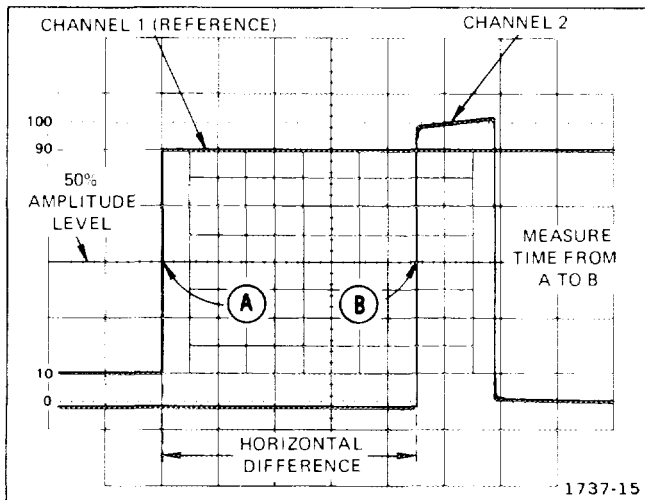 CHANNEL 1 (REFERENCE)
CHANNEL 2
100
90
50%
AMPLITUDE
LEVEL
MEASURE
TIME FROM
A TO B
A
B
10
0
HORIZONTAL
DIFFERENCE
1737-15